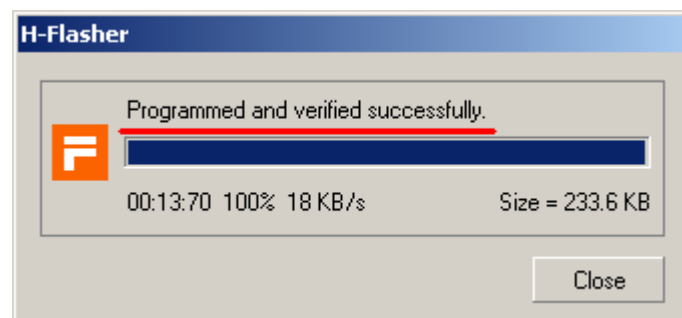 H-Flasher
Programmed and verified successfully.
00:13:70 100% 18 KB/s Size = 233.6 KB
Close